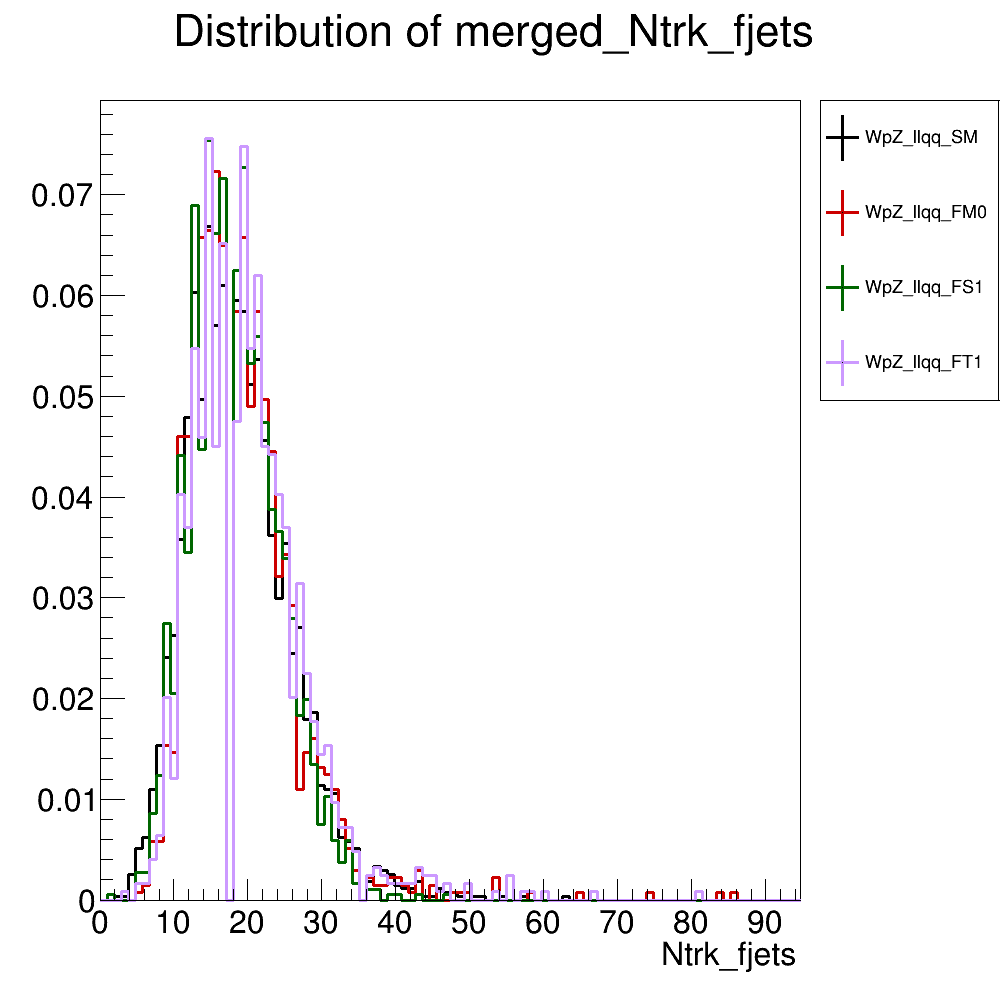 Distribution of merged_Ntrk_fjets
WpZ_llqq_SM
WpZ_llqq_FM0
WpZ_llqq_FS1
WpZ_llqq_FT1
0.07
0.06
0.05
0.04
0.03
0.02
0.01
0
0 10 20 30 40 50 60 70 80 90
Ntrk_fjets